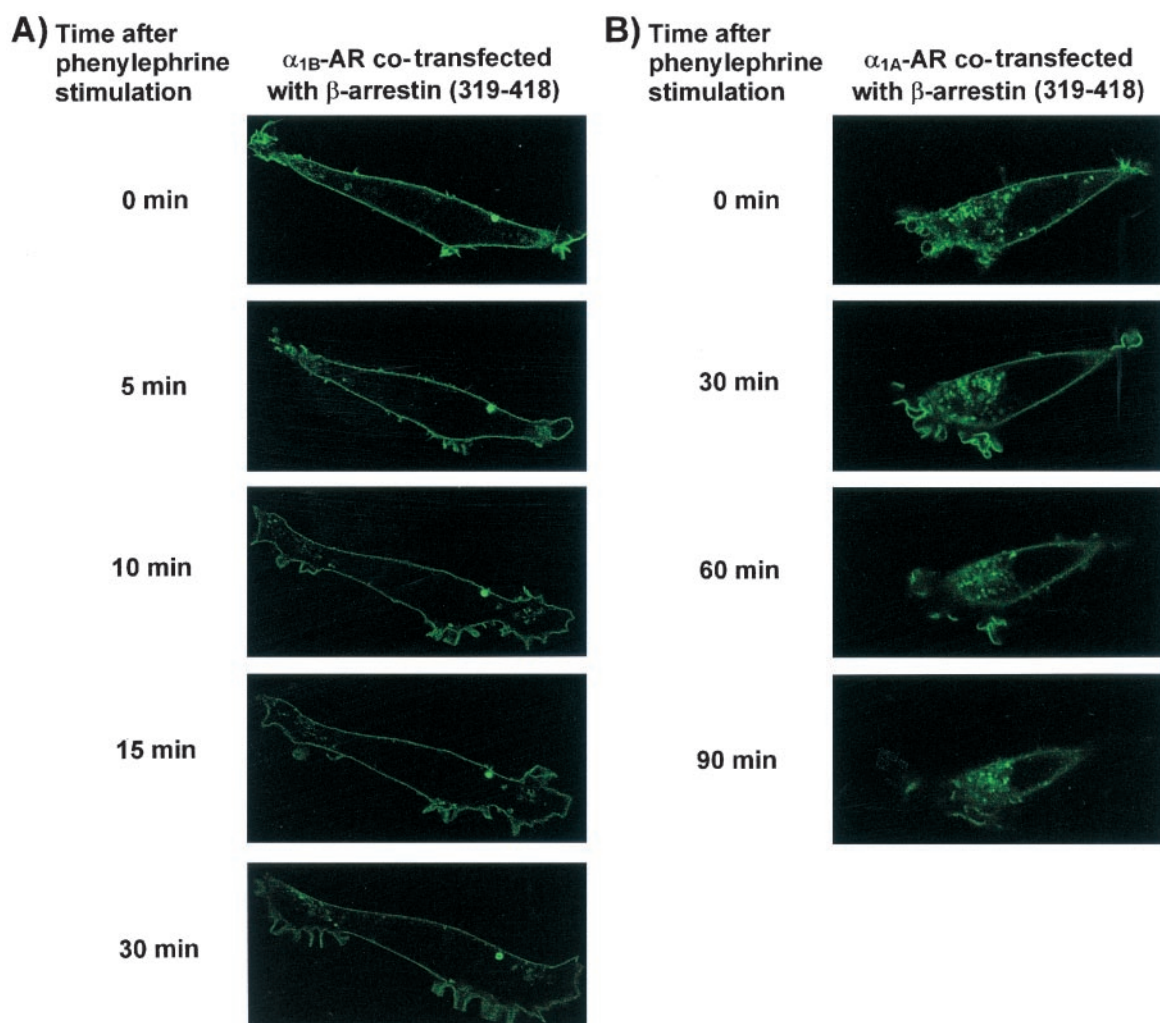 A) Time after
phenylephrine
stimulation
α1B-AR co-transfected
with β-arrestin (319-418)
0 min
5 min
10 min
15 min
30 min
B) Time after
phenylephrine
stimulation
α1A-AR co-transfected
with β-arrestin (319-418)
0 min
30 min
60 min
90 min